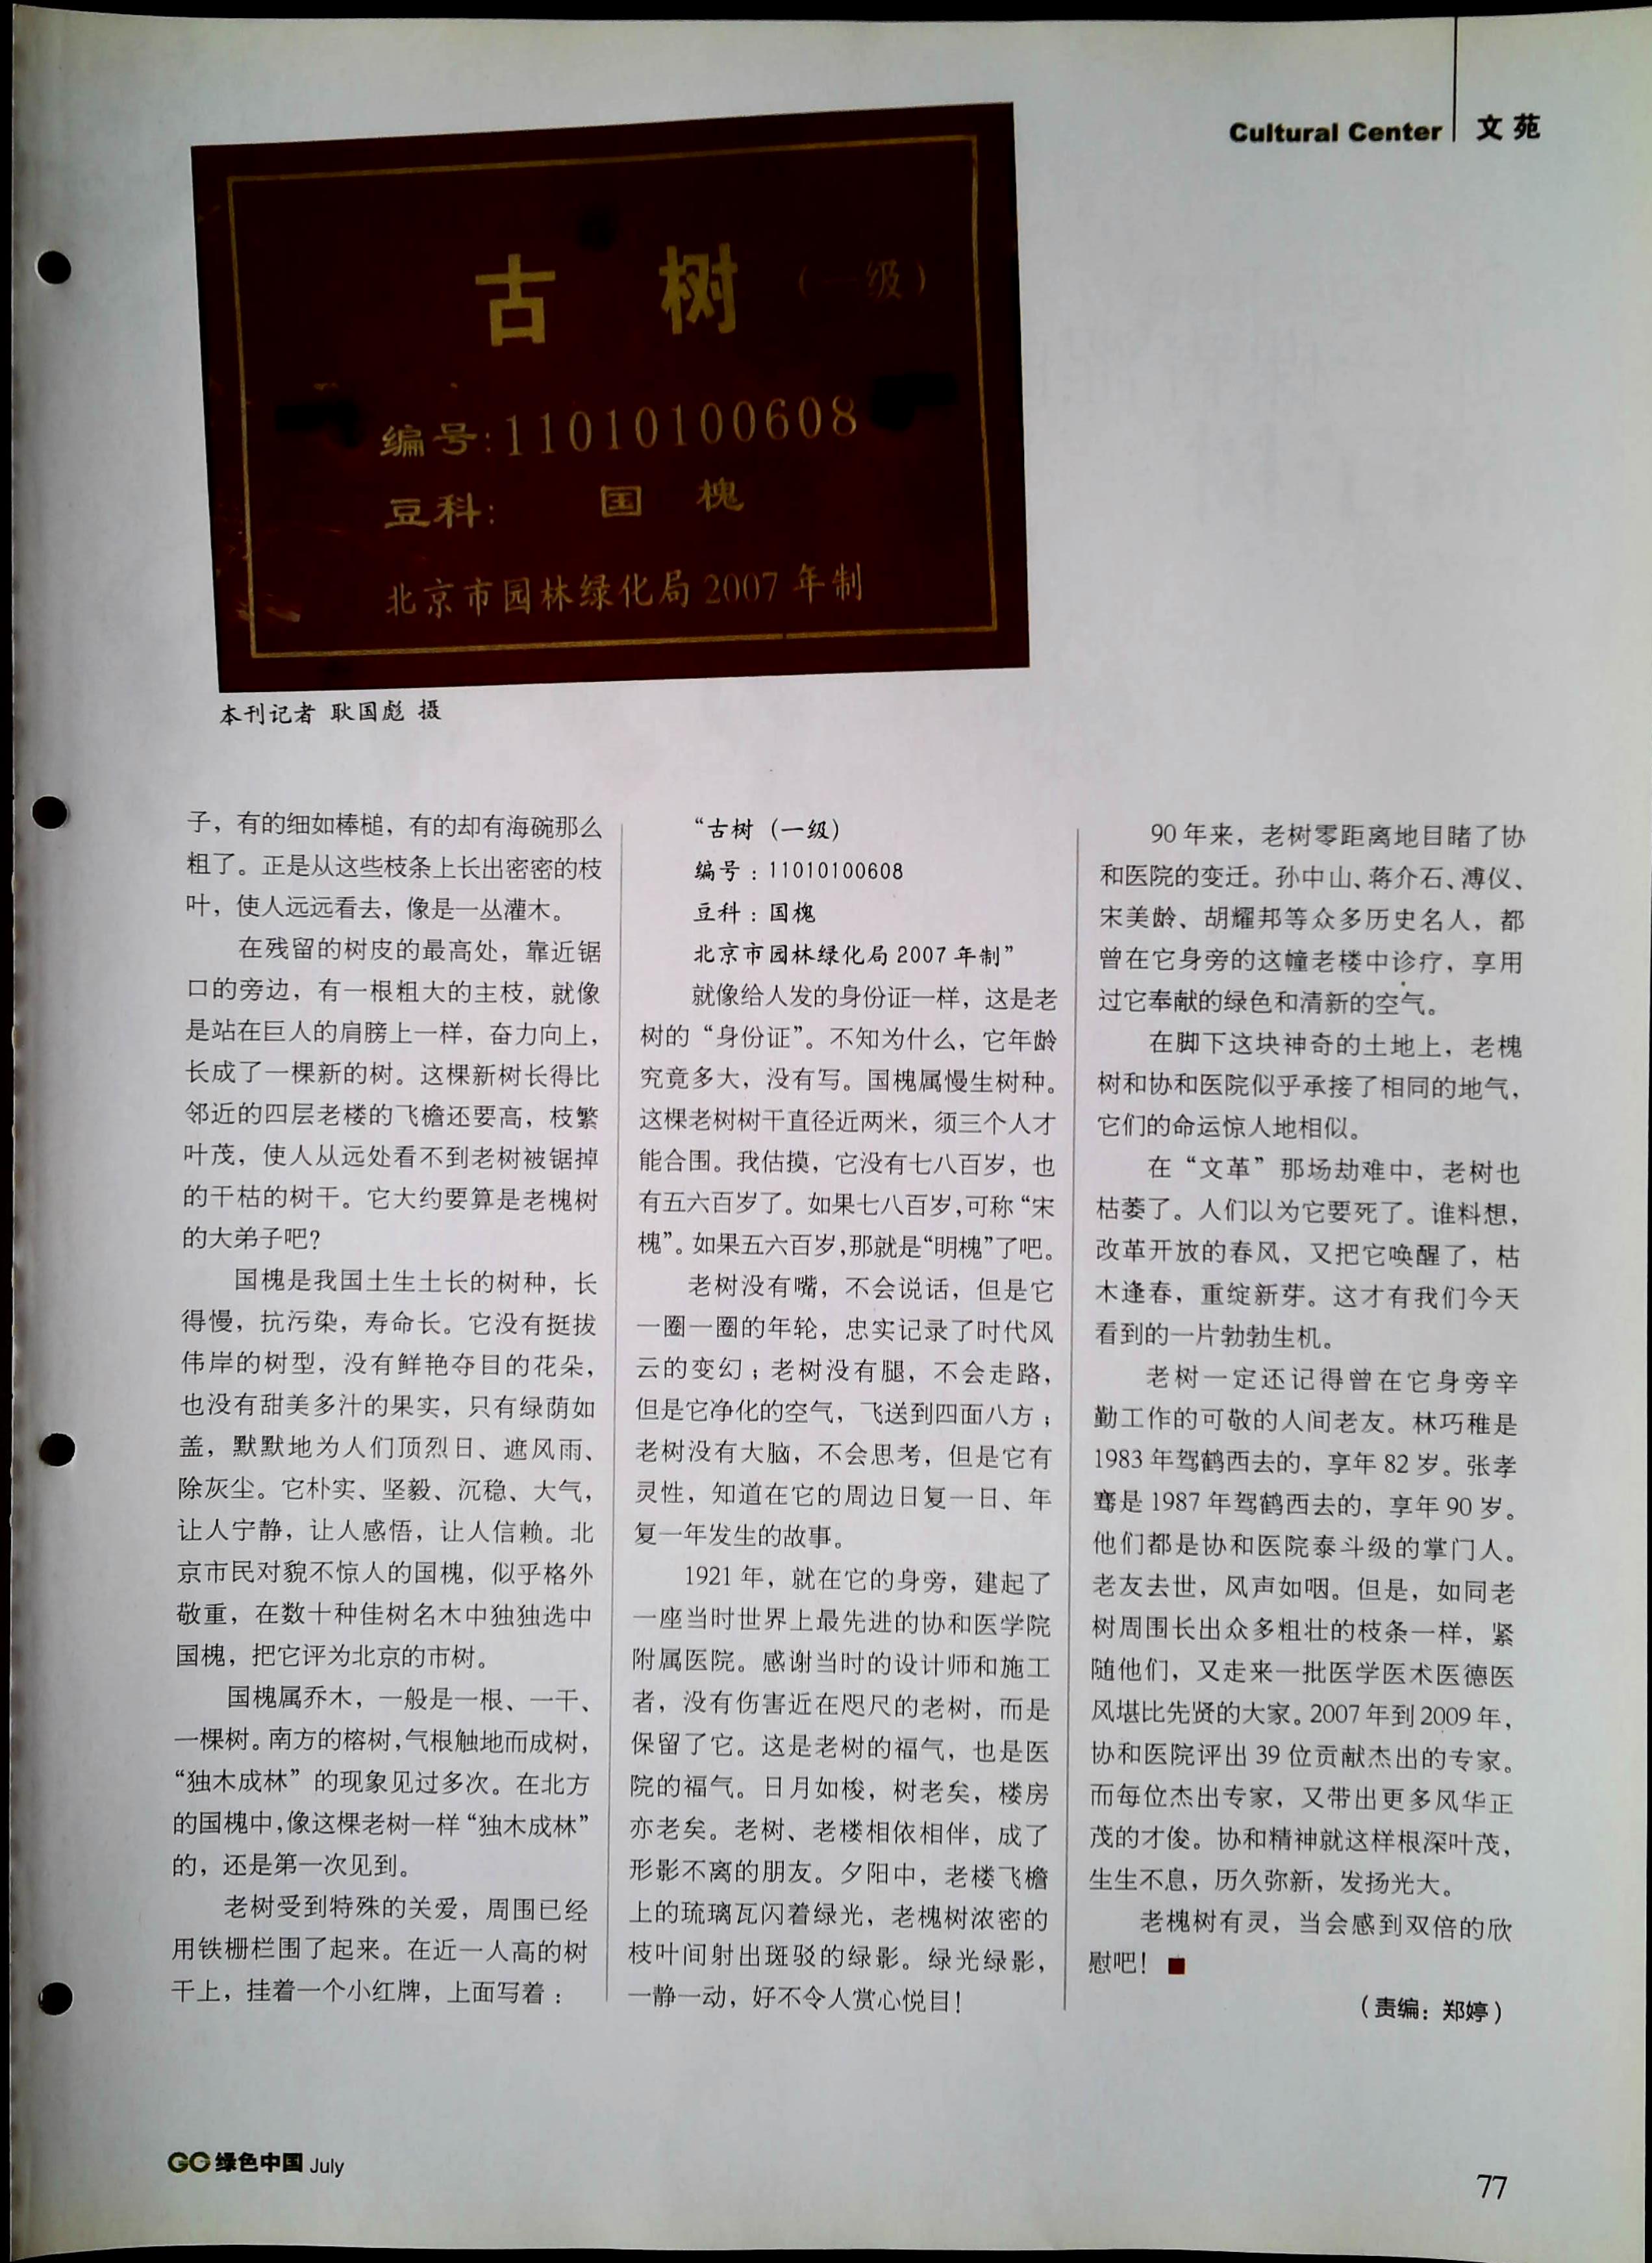 Cultural Center 文苑
古 树 （一级）
编号:11010100608
豆科: 国 槐
北京市园林绿化局2007年制
本刊记者 耿国彪 摄
子，有的细如棒槌，有的却有海碗那么
粗了。正是从这些枝条上长出密密的枝
叶，使人远远看去，像是一丛灌木。
在残留的树皮的最高处，靠近锯
口的旁边，有一根粗大的主枝，就像
是站在巨人的肩膀上一样，奋力向上，
长成了一棵新的树。这棵新树长得比
邻近的四层老楼的飞檐还要高，枝繁
叶茂，使人从远处看不到老树被锯掉
的干枯的树干。它大约要算是老槐树
的大弟子吧？
国槐是我国土生土长的树种，长
得慢，抗污染，寿命长。它没有挺拔
伟岸的树型，没有鲜艳夺目的花朵，
也没有甜美多汁的果实，只有绿荫如
盖，默默地为人们顶烈日、遮风雨、
除灰尘。它朴实、坚毅、沉稳、大气，
让人宁静，让人感悟，让人信赖。北
京市民对貌不惊人的国槐，似乎格外
敬重，在数十种佳树名木中独独选中
国槐，把它评为北京的市树。
国槐属乔木，一般是一根、一干、
一棵树。南方的榕树，气根触地而成树，
“独木成林”的现象见过多次。在北方
的国槐中，像这棵老树一样“独木成林”
的，还是第一次见到。
老树受到特殊的关爱，周围已经
用铁栅栏围了起来。在近一人高的树
干上，挂着一个小红牌，上面写着：
“古树（一级）
编号：11010100608
豆科：国槐
北京市园林绿化局2007年制”
就像给人发的身份证一样，这是老
树的“身份证”。不知为什么，它年龄
究竟多大，没有写。国槐属慢生树种。
这棵老树树干直径近两米，须三个人才
能合围。我估摸，它没有七八百岁，也
有五六百岁了。如果七八百岁，可称“宋
槐”。如果五六百岁，那就是“明槐”了吧。
老树没有嘴，不会说话，但是它
一圈一圈的年轮，忠实记录了时代风
云的变幻；老树没有腿，不会走路，
但是它净化的空气，飞送到四面八方；
老树没有大脑，不会思考，但是它有
灵性，知道在它的周边日复一日、年
复一年发生的故事。
1921年，就在它的身旁，建起了
一座当时世界上最先进的协和医学院
附属医院。感谢当时的设计师和施工
者，没有伤害近在咫尺的老树，而是
保留了它。这是老树的福气，也是医
院的福气。日月如梭，树老矣，楼房
亦老矣。老树、老楼相依相伴，成了
形影不离的朋友。夕阳中，老楼飞檐
上的琉璃瓦闪着绿光，老槐树浓密的
枝叶间射出斑驳的绿影。绿光绿影，
一静一动，好不令人赏心悦目！
90年来，老树零距离地目睹了协
和医院的变迁。孙中山、蒋介石、溥仪、
宋美龄、胡耀邦等众多历史名人，都
曾在它身旁的这幢老楼中诊疗，享用
过它奉献的绿色和清新的空气。
在脚下这块神奇的土地上，老槐
树和协和医院似乎承接了相同的地气，
它们的命运惊人地相似。
在“文革”那场劫难中，老树也
枯萎了。人们以为它要死了。谁料想，
改革开放的春风，又把它唤醒了，枯
木逢春，重绽新芽。这才有我们今天
看到的一片勃勃生机。
老树一定还记得曾在它身旁辛
勤工作的可敬的人间老友。林巧稚是
1983年驾鹤西去的，享年82岁。张孝
骞是1987年驾鹤西去的，享年90岁。
他们都是协和医院泰斗级的掌门人。
老友去世，风声如咽。但是，如同老
树周围长出众多粗壮的枝条一样，紧
随他们，又走来一批医学医术医德医
风堪比先贤的大家。2007年到2009年，
协和医院评出39位贡献杰出的专家。
而每位杰出专家，又带出更多风华正
茂的才俊。协和精神就这样根深叶茂，
生生不息，历久弥新，发扬光大。
老槐树有灵，当会感到双倍的欣
慰吧！
（责编：郑婷）
GC绿色中国 July
77